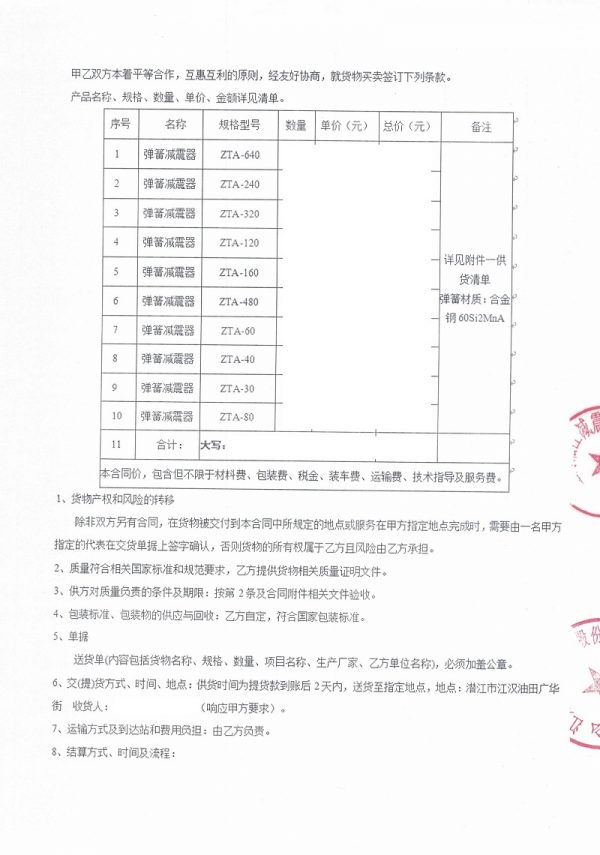 甲乙双方本着平等合作，互惠互利的原则，经友好协商，就货物买卖签订下列条款。
产品名称、规格、数量、单价、金额详见清单。
序号 名称 规格型号 数量 单价（元） 总价（元） 备注
1 弹簧减震器 ZTA-640
2 弹簧减震器 ZTA-240
3 弹簧减震器 ZTA-320
4 弹簧减震器 ZTA-120
5 弹簧减震器 ZTA-160
6 弹簧减震器 ZTA-480
7 弹簧减震器 ZTA-60
8 弹簧减震器 ZTA-40
9 弹簧减震器 ZTA-30
10 弹簧减震器 ZTA-80
详见附件一供
货清单
弹簧材质：合金
钢 60Si2MnA
11 合计： 大写：
本合同价，包含但不限于材料费、包装费、税金、装车费、运输费、技术指导及服务费。
1、货物产权和风险的转移
除非双方另有合同，在货物被交付到本合同中所规定的地点或服务在甲方指定地点完成时，需要由一名甲方
指定的代表在交货单据上签字确认，否则货物的所有权属于乙方且风险由乙方承担。
2、质量符合相关国家标准和规范要求，乙方提供货物相关质量证明文件。
3、供方对质量负责的条件及期限：按第 2 条及合同附件相关文件验收。
4、包装标准、包装物的供应与回收：乙方自定，符合国家包装标准。
5、单据
送货单(内容包括货物名称、规格、数量、项目名称、生产厂家、乙方单位名称)，必须加盖公章。
6、交(提)货方式、时间、地点：供货时间为提货款到账后 2 天内，送货至指定地点，地点：潜江市江汉油田广华
街 收货人： （响应甲方要求）。
7、运输方式及到达站和费用负担：由乙方负责。
8、结算方式、时间及流程：
减震
股份